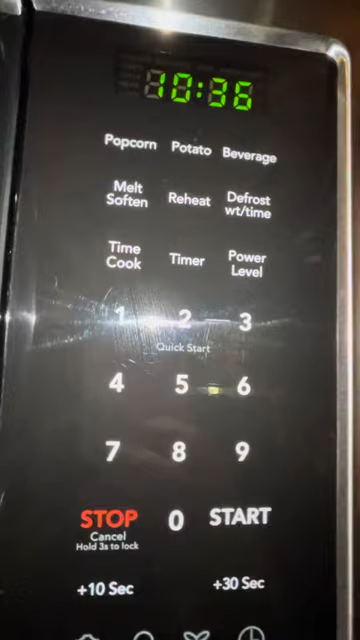 10:36
Popcorn Potato Beverage
Melt Soften Reheat Defrost wt/time
Time Cook Timer Power Level
1 2 3
Quick Start
4 5 6
7 8 9
STOP 0 START
Cancel
Hold 3s to lock
+10 Sec +30 Sec